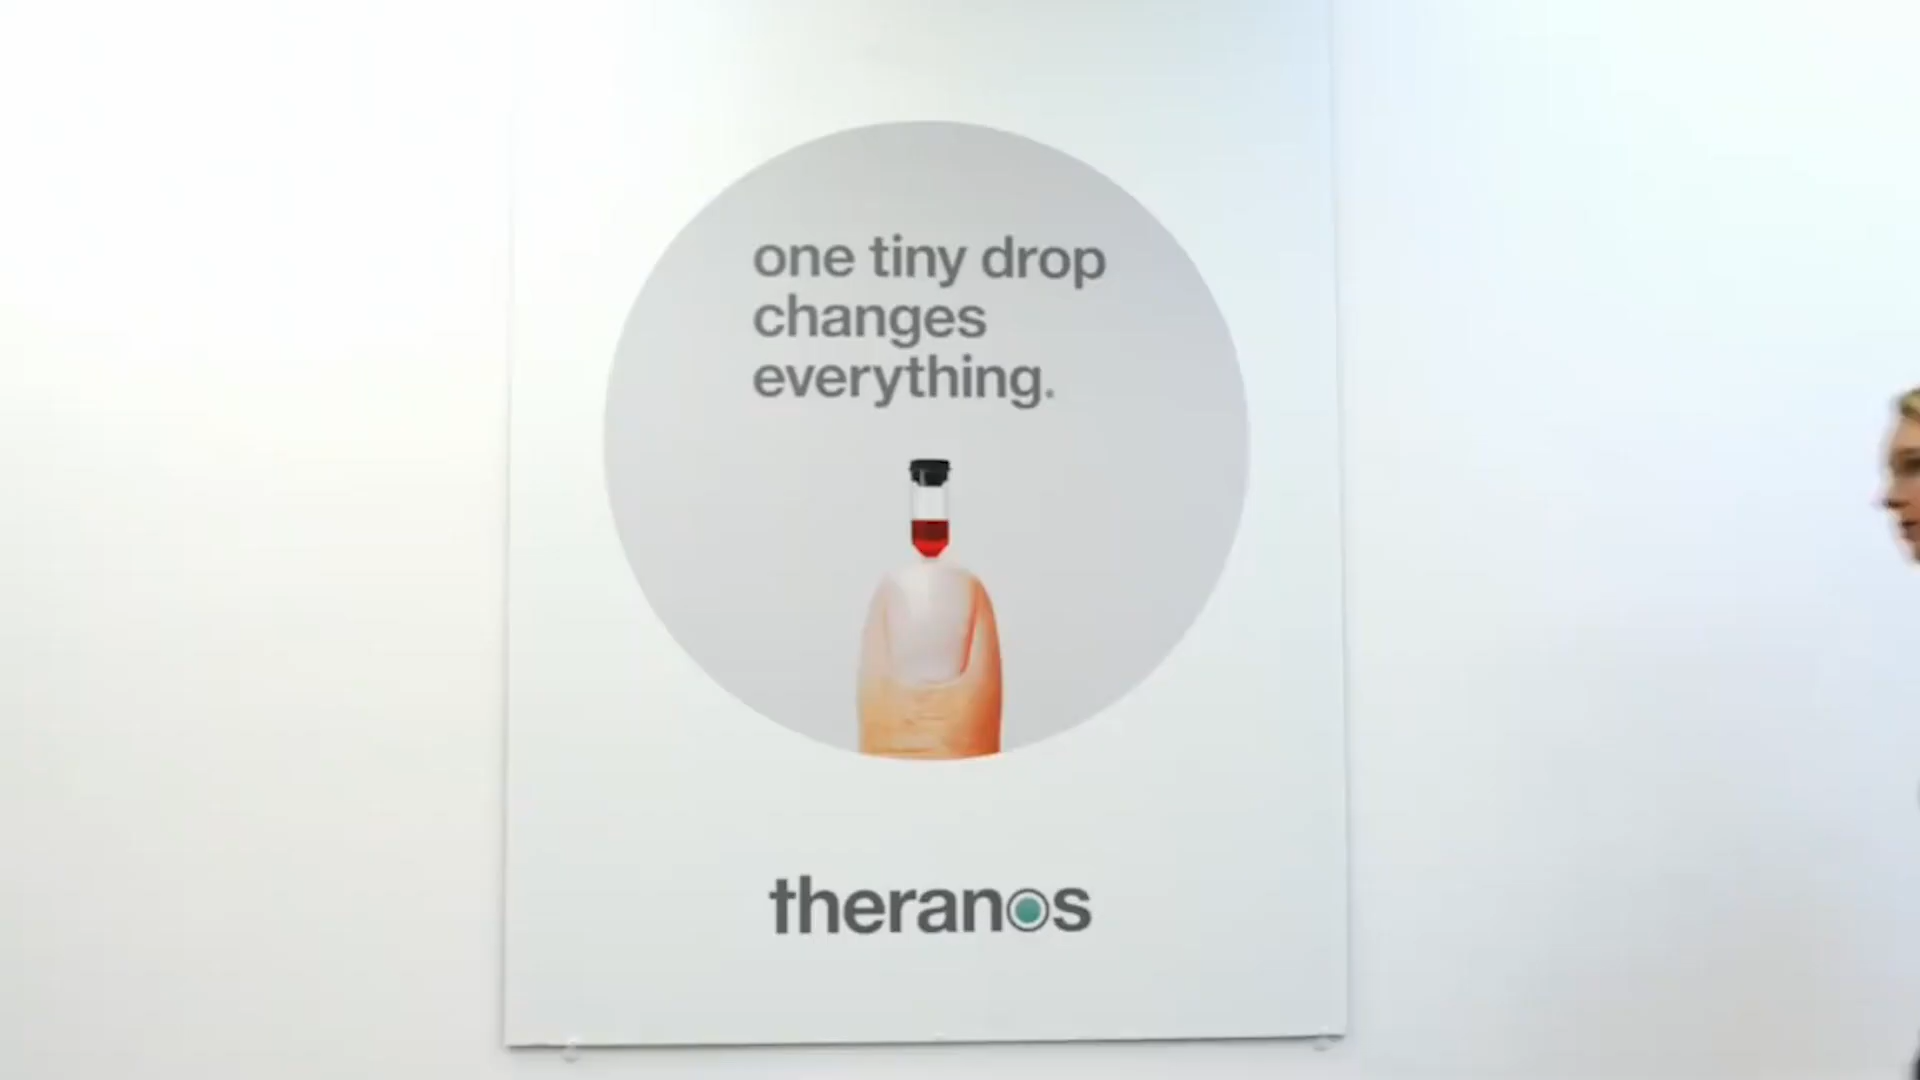 one tiny drop
changes
everything.
theranos